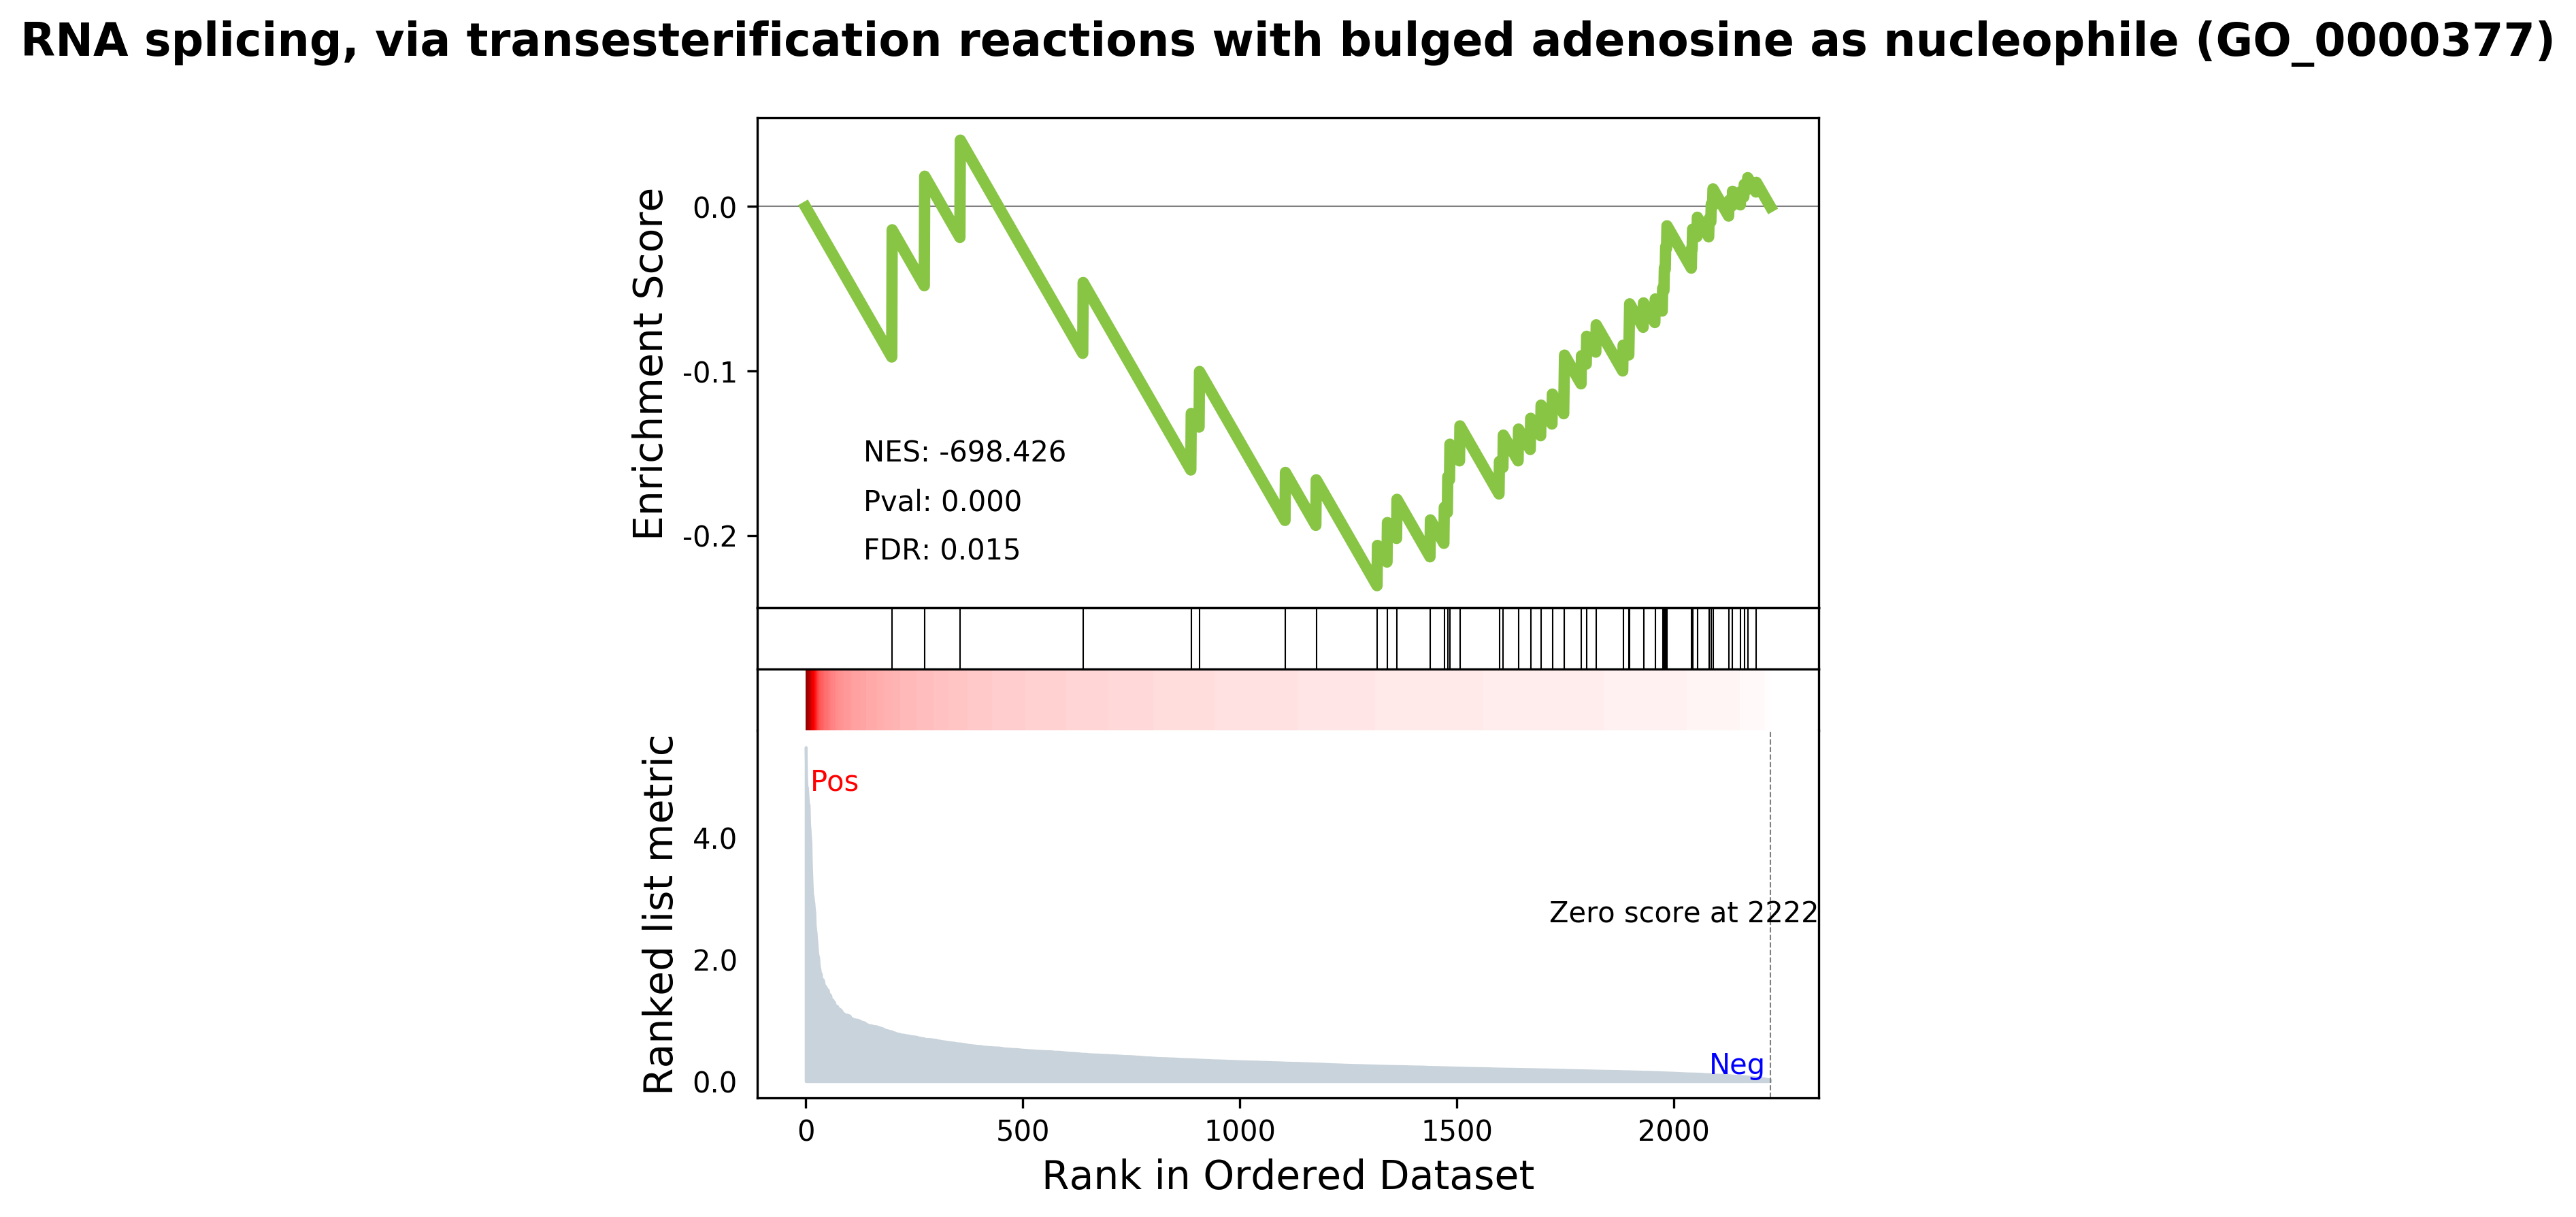 RNA splicing, via transesterification reactions with bulged adenosine as nucleophile (GO_0000377)
Enrichment Score
0.0
-0.1
-0.2
NES: -698.426
Pval: 0.000
FDR: 0.015
Ranked list metric
Pos
4.0
Zero score at 2222
2.0
Neg
0.0
0 500 1000 1500 2000
Rank in Ordered Dataset